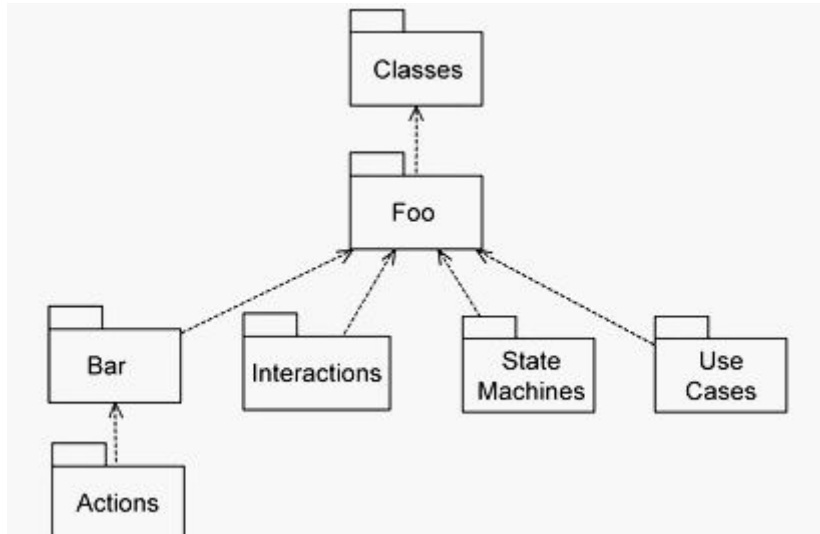 Classes
Foo
Bar
Interactions
State
Machines
Use
Cases
Actions